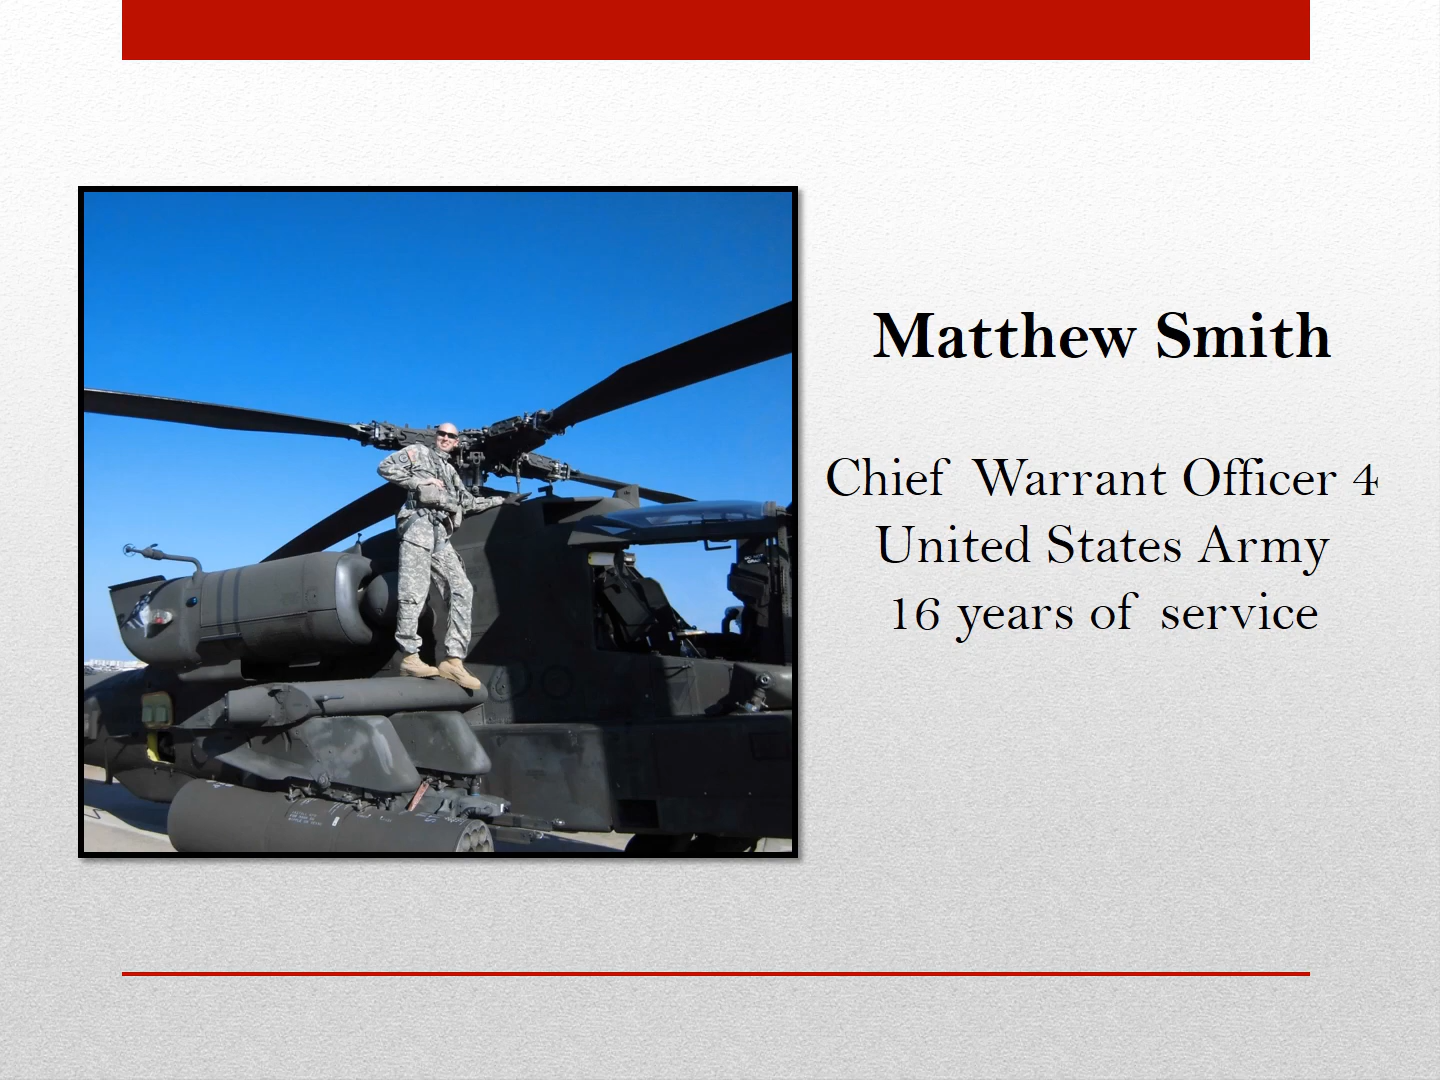 Matthew Smith
Chief Warrant Officer 4
United States Army
16 years of service